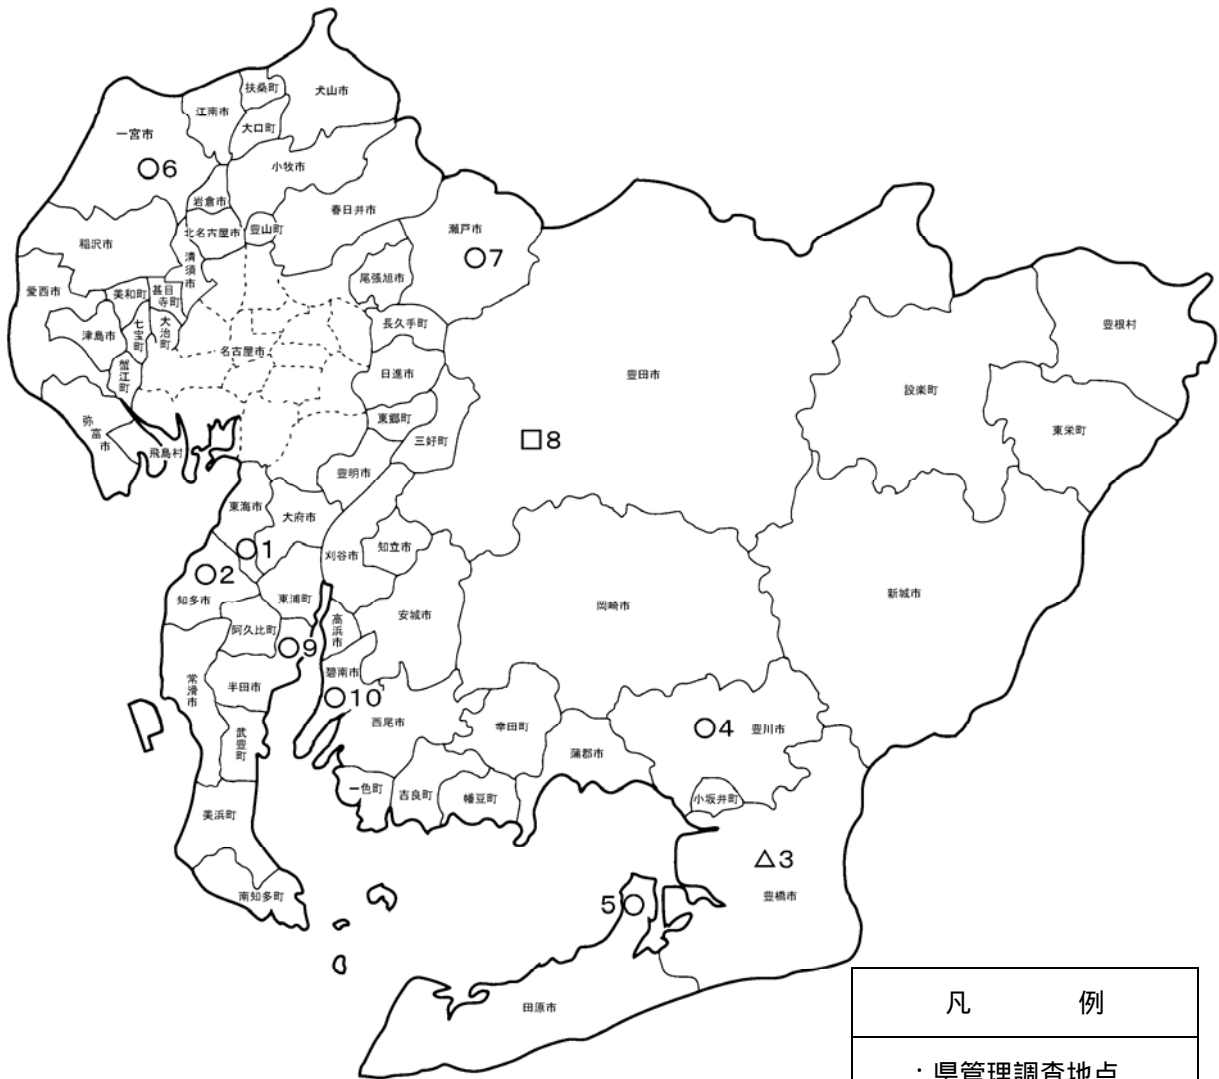 扶桑町
犬山市
江南市
大口町
一宮市
○6
小牧市
岩倉市
春日井市
北名古屋市
豊山町
瀬戸市
○7
稲沢市
清須市
尾張旭市
愛西市
美和町
甚目寺町
長久手町
豊根村
津島市
七宝町
大治町
名古屋市
蟹江町
日進市
豊田市
設楽町
東郷町
三好町
東栄町
□8
弥富市
飛島村
豊明市
東海市
大府市
○1
刈谷市
知立市
○2
知多市
東浦町
高浜市
安城市
岡崎市
新城市
阿久比町
○9
碧南市
常滑市
半田市
○10
西尾市
幸田町
○4
豊川市
武豊町
蒲郡市
一色町
吉良町
幡豆町
小坂井町
美浜町
△3
南知多町
5○
豊橋市
田原市
凡 例
：県管理調査地点